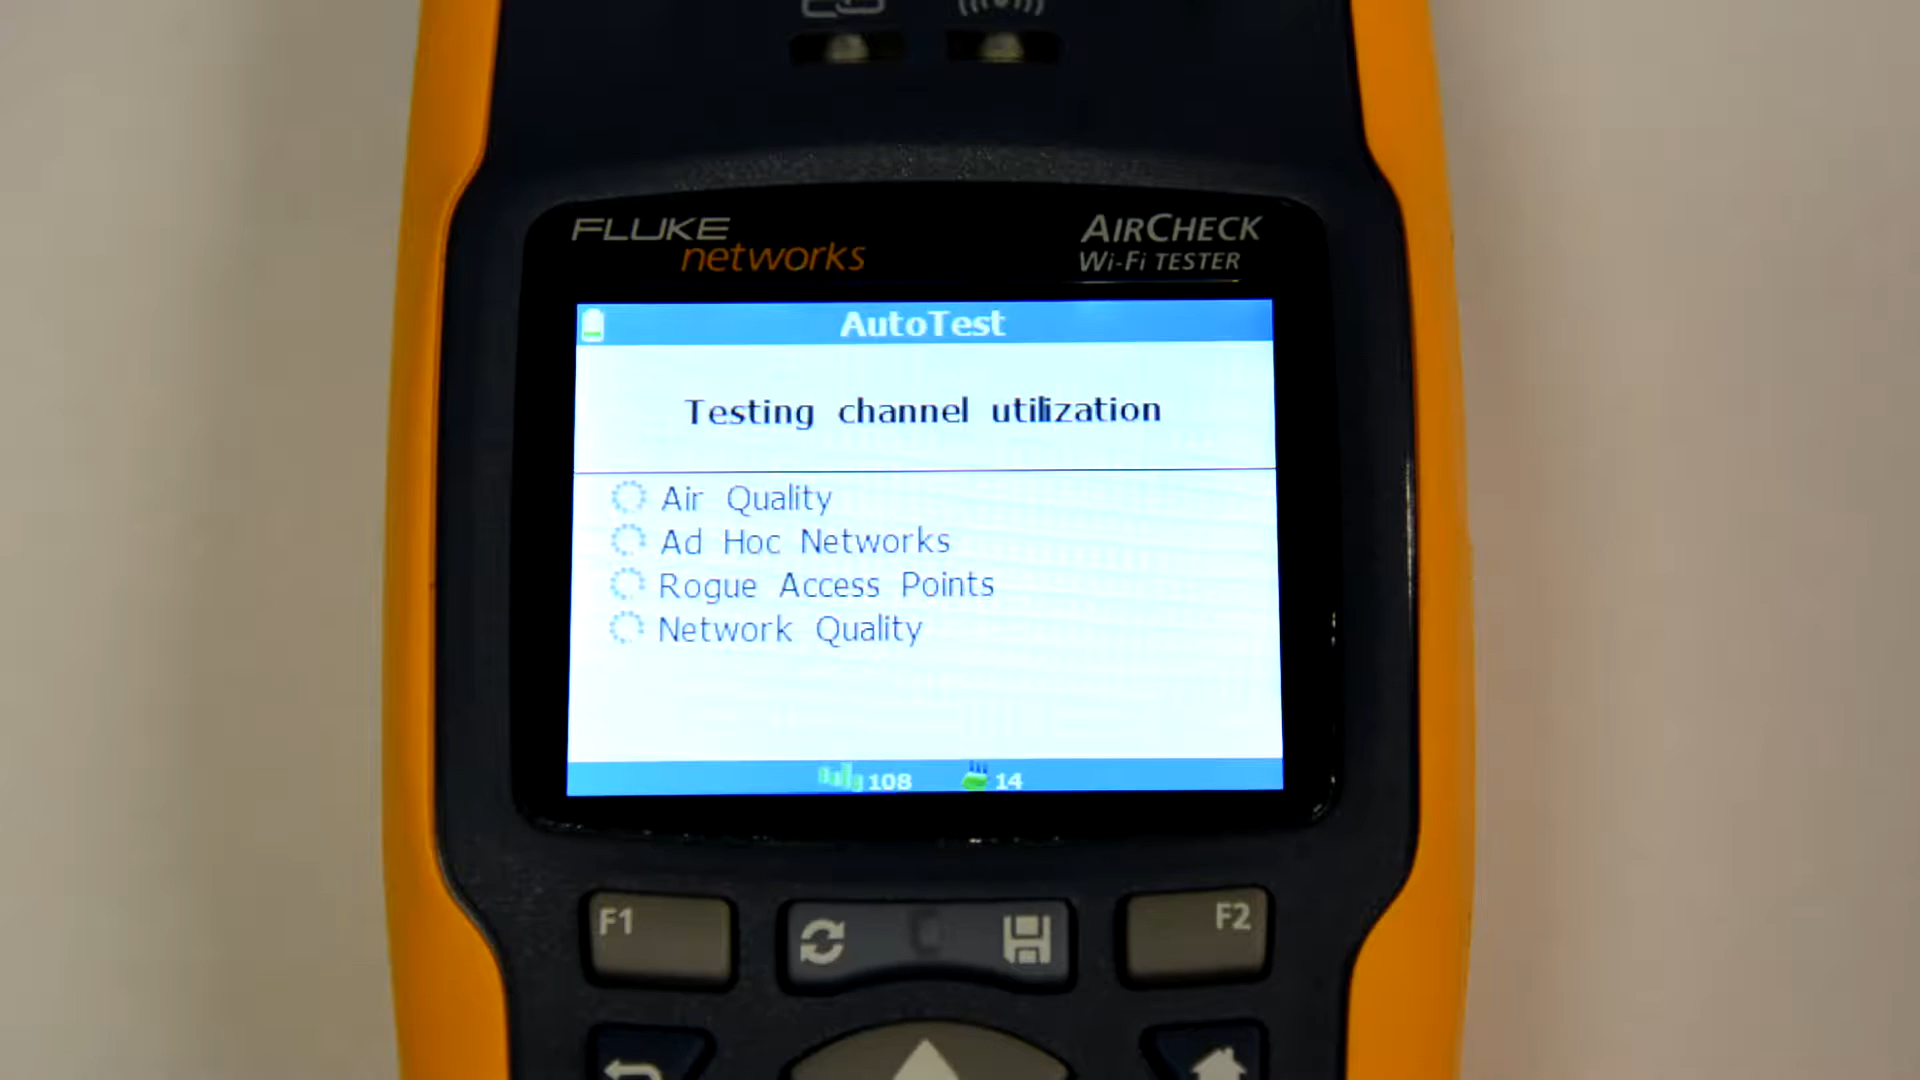 FLUKE
networks
AIRCHECK
WI-FI TESTER
AutoTest
Testing channel utilization
Air Quality
Ad Hoc Networks
Rogue Access Points
Network Quality
108 14
F1
F2